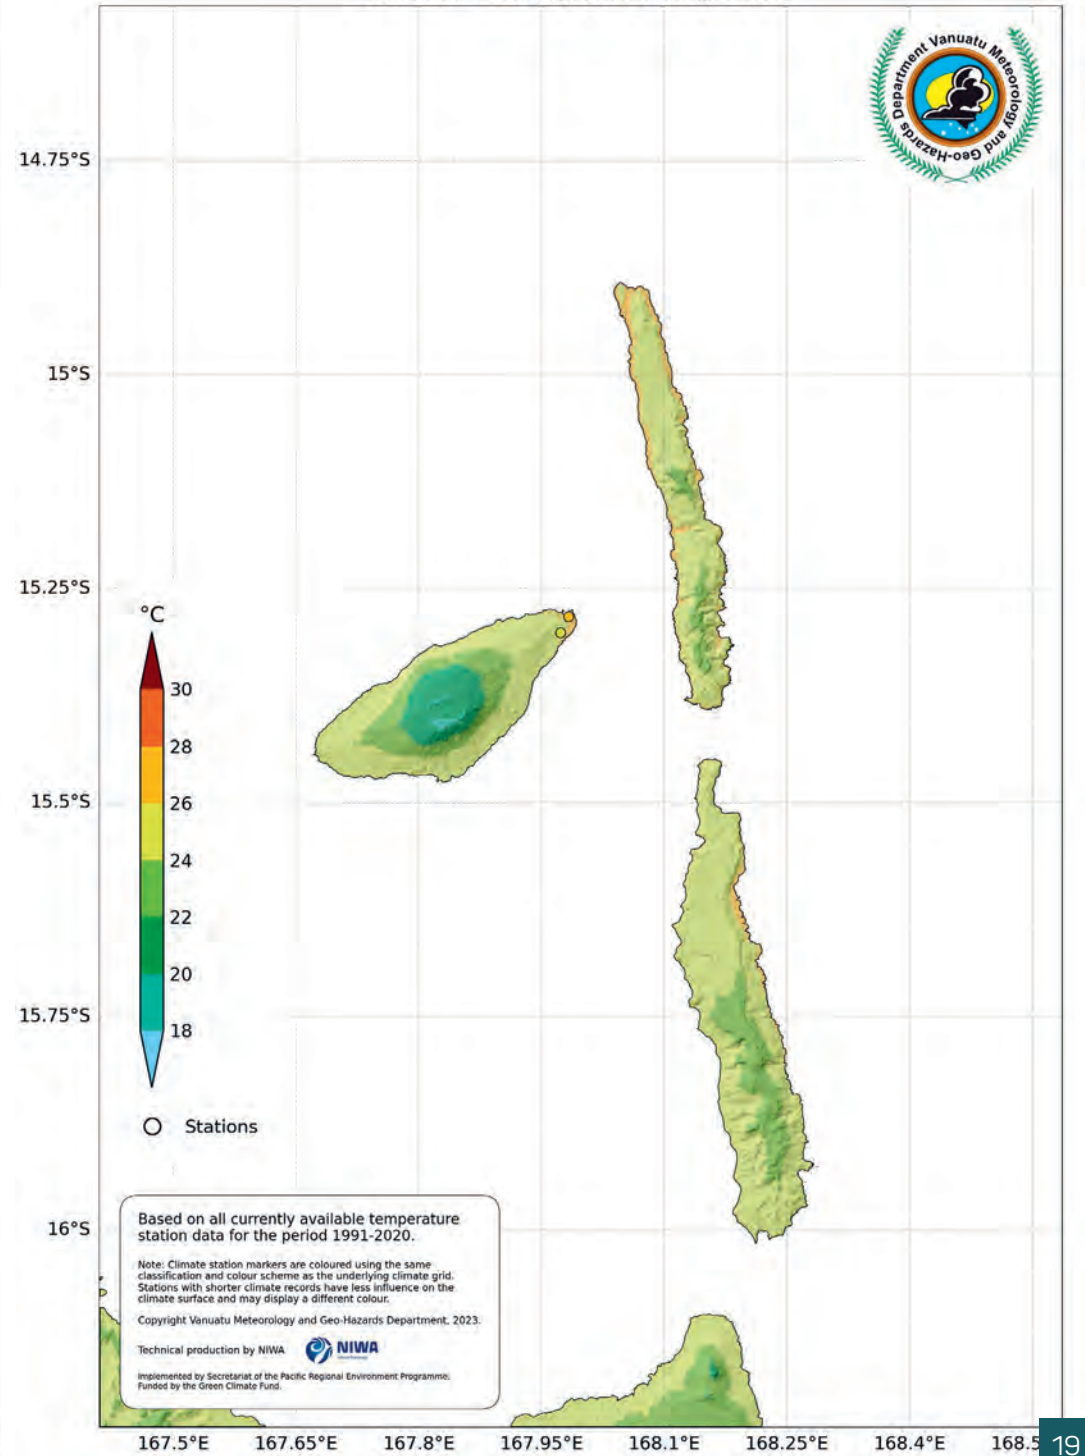 Vanuatu Meteorology and Geo-Hazards Department
14.75°S
15°S
15.25°S
15.5°S
15.75°S
16°S
°C
30
28
26
24
22
20
18
Stations
Based on all currently available temperature
station data for the period 1991-2020.
Note: Climate station markers are coloured using the same
classification and colour scheme as the underlying climate grid.
Stations with shorter climate records have less influence on the
climate surface and may display a different colour.
Copyright Vanuatu Meteorology and Geo-Hazards Department, 2023.
Technical production by NIWA
NIWA
Implemented by Secretariat of the Pacific Regional Environment Programme.
Funded by the Green Climate Fund.
167.5°E 167.65°E 167.8°E 167.95°E 168.1°E 168.25°E 168.4°E 168.5
19